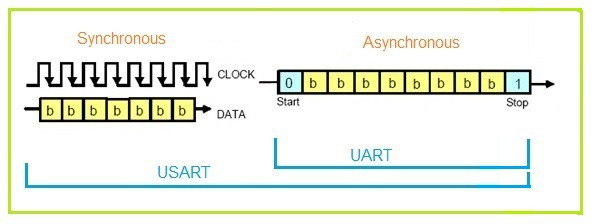 Synchronous
Asynchronous
CLOCK
b b b b b b b
DATA
0 b b b b b b b b 1
Start
Stop
UART
USART